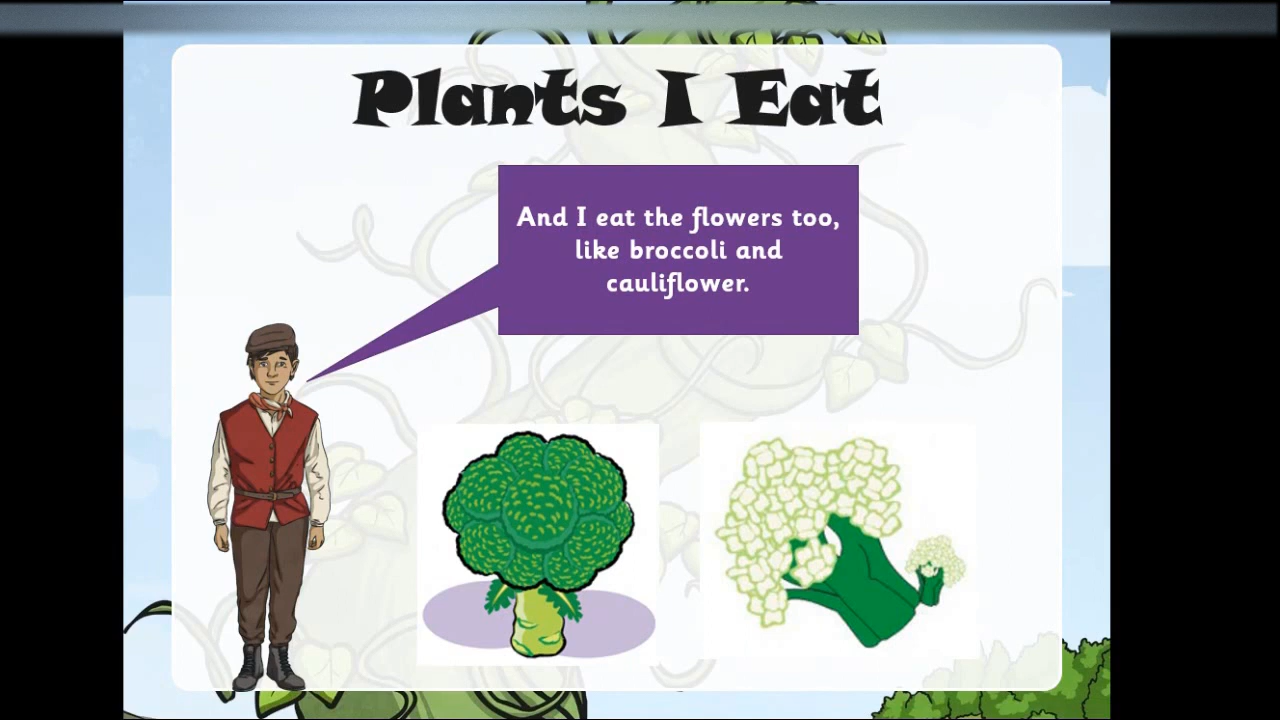 Plants I Eat
And I eat the flowers too,
like broccoli and
cauliflower.